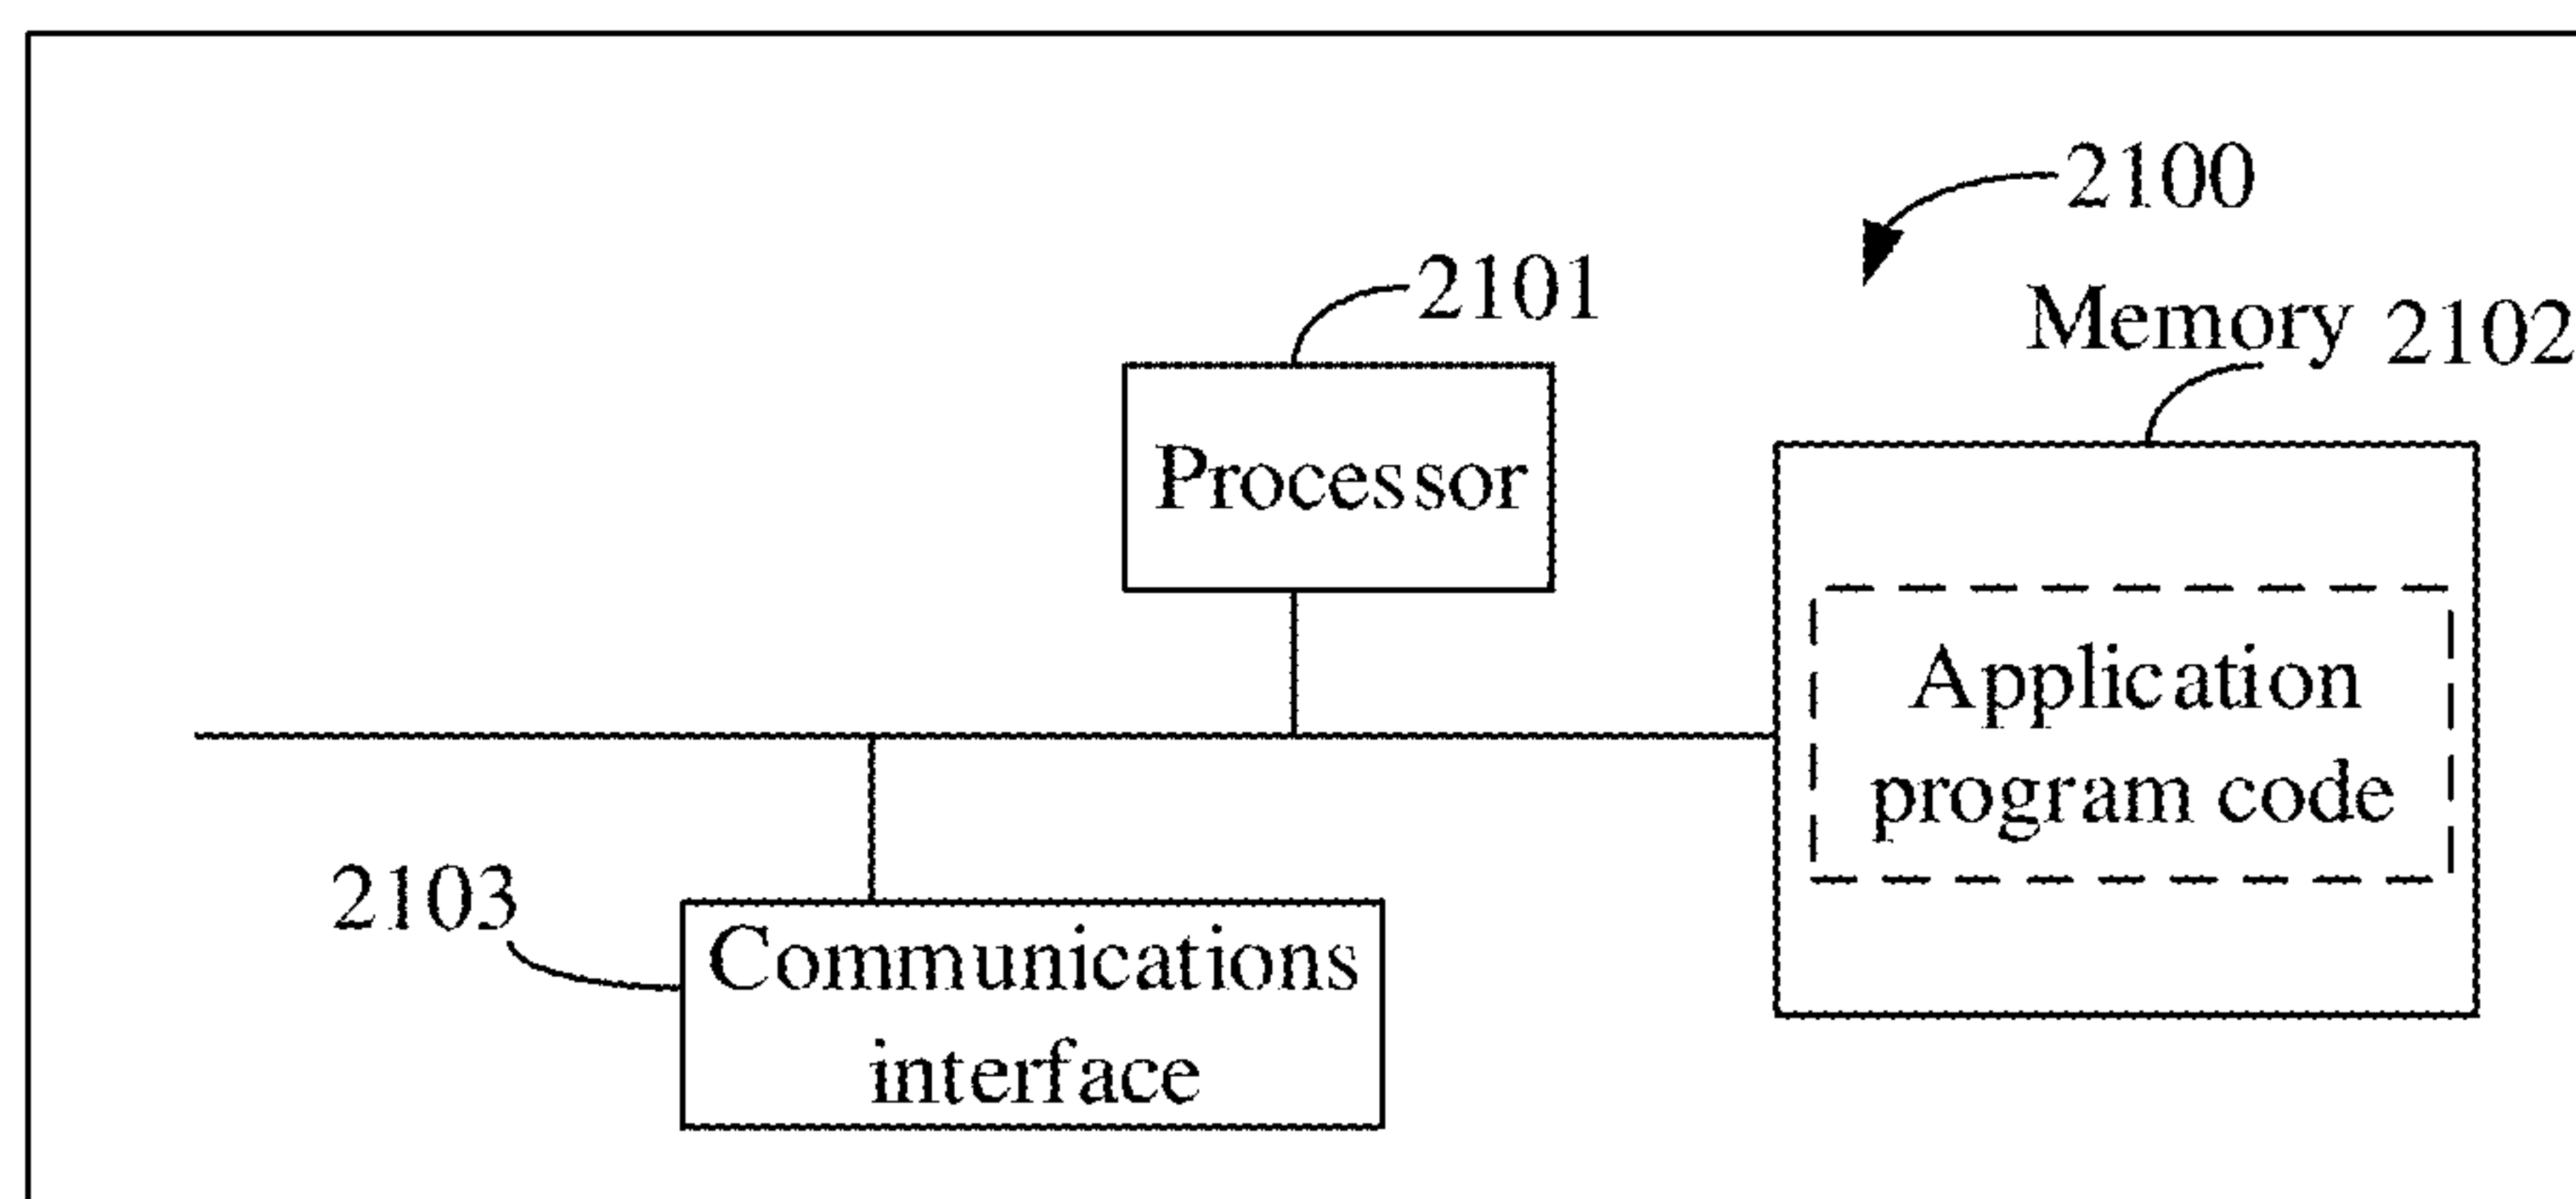 2100
2101
Memory 2102
Processor
Application
program code
2103
Communications
interface